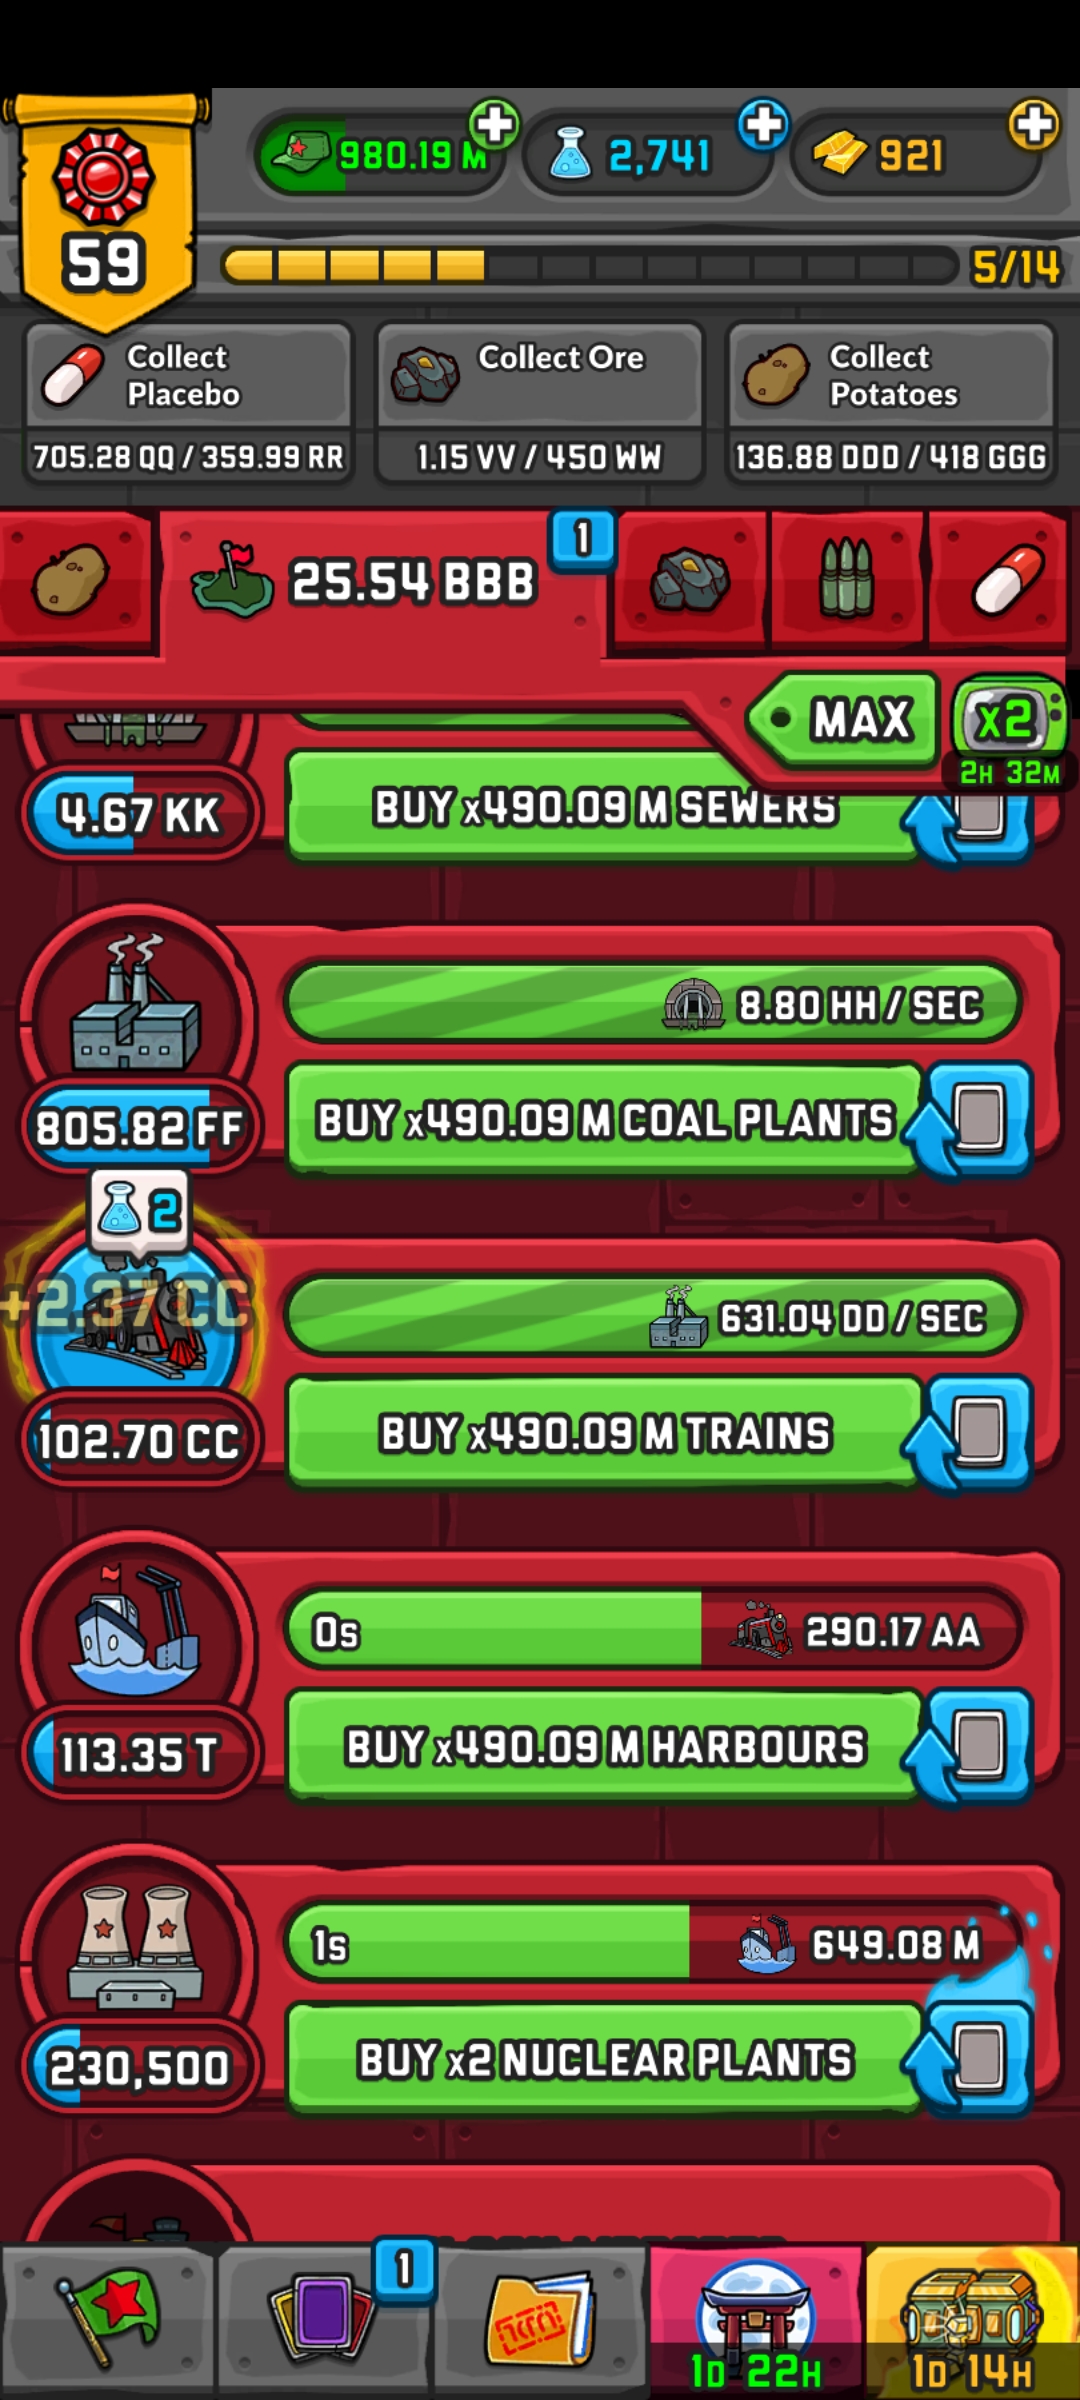 980.19 M
2,741
921
59
5/14
Collect
Placebo
705.28 QQ / 359.99 RR
Collect Ore
1.15 VV / 450 WW
Collect
Potatoes
136.88 DDD / 418 GGG
25.54 BBB
1
MAX
x2
2H 32M
4.67 KK
BUY x490.09 M SEWERS
8.80 HH / SEC
805.82 FF
BUY x490.09 M COAL PLANTS
2
+2.37 CC
631.04 DD / SEC
102.70 CC
BUY x490.09 M TRAINS
0s
290.17 AA
113.35 T
BUY x490.09 M HARBOURS
1s
649.08 M
230,500
BUY x2 NUCLEAR PLANTS
1
1D 22H
1D 14H